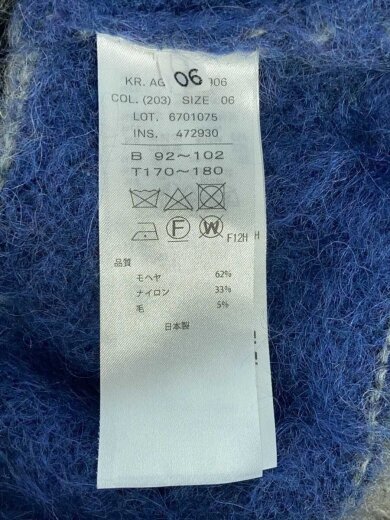 KR. AG 06 J06
COL. (203) SIZE 06
LOT. 6701075
INS. 472930
B 92～102
T170～180
F W F12H H
品質
モヘヤ 62%
ナイロン 33%
毛 5%
日本製